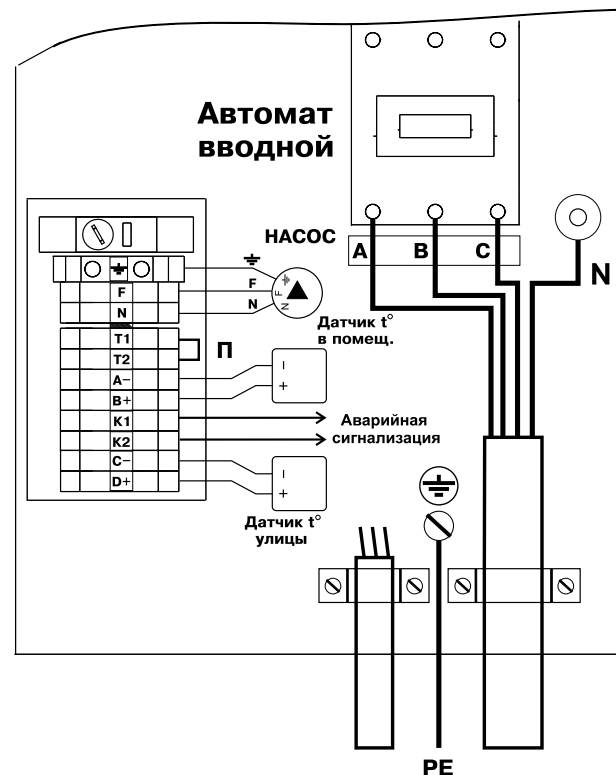 Автомат
вводной
НАСОС
A B C
N
F
F
N
N
F
N
Датчик t°
в помещ.
T1
T2
П
A−
−
B+
+
K1
Аварийная
K2
сигнализация
C−
−
D+
+
Датчик t°
улицы
PE